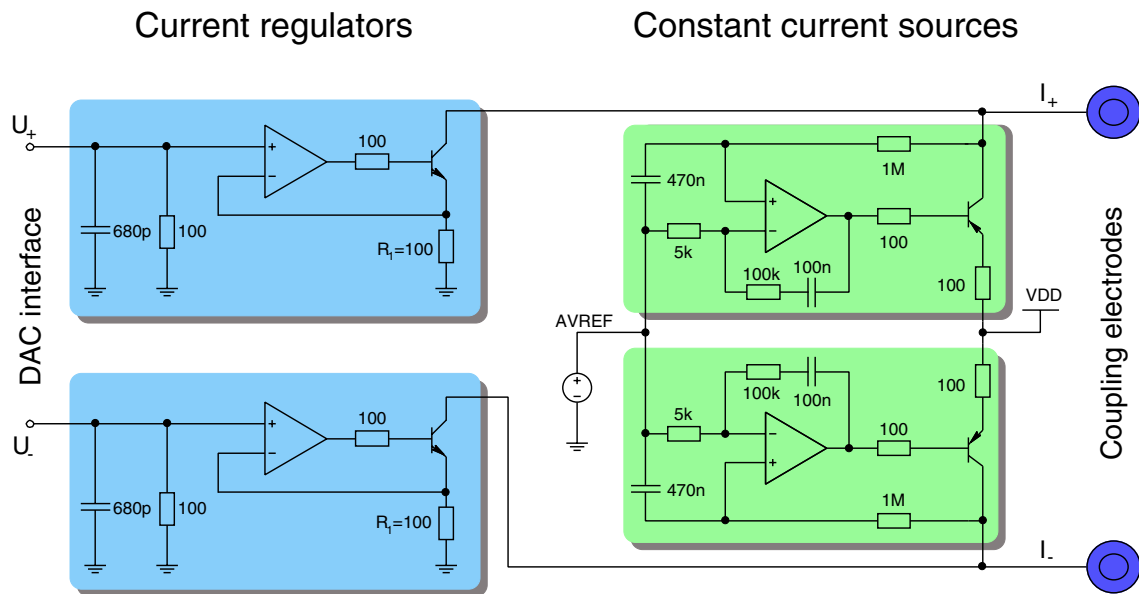 Current regulators
Constant current sources
U+
I+
100
1M
+
−
680p
100
R1=100
470n
+
−
5k
100
100k
100n
100
VDD
AVREF
+
−
DAC interface
Coupling electrodes
100k
100n
100
5k
100
100
U-
+
−
−
+
680p
100
R1=100
470n
1M
I-